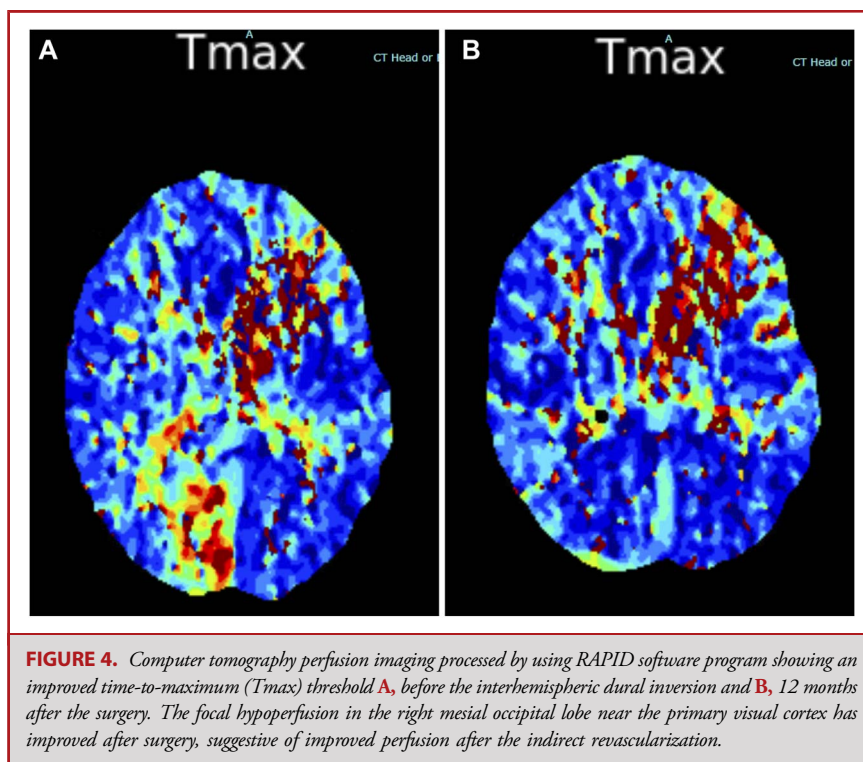 A
A
Tmax
CT Head or
B
A
Tmax
CT Head or
FIGURE 4. Computer tomography perfusion imaging processed by using RAPID software program showing an
improved time-to-maximum (Tmax) threshold A, before the interhemispheric dural inversion and B, 12 months
after the surgery. The focal hypoperfusion in the right mesial occipital lobe near the primary visual cortex has
improved after surgery, suggestive of improved perfusion after the indirect revascularization.